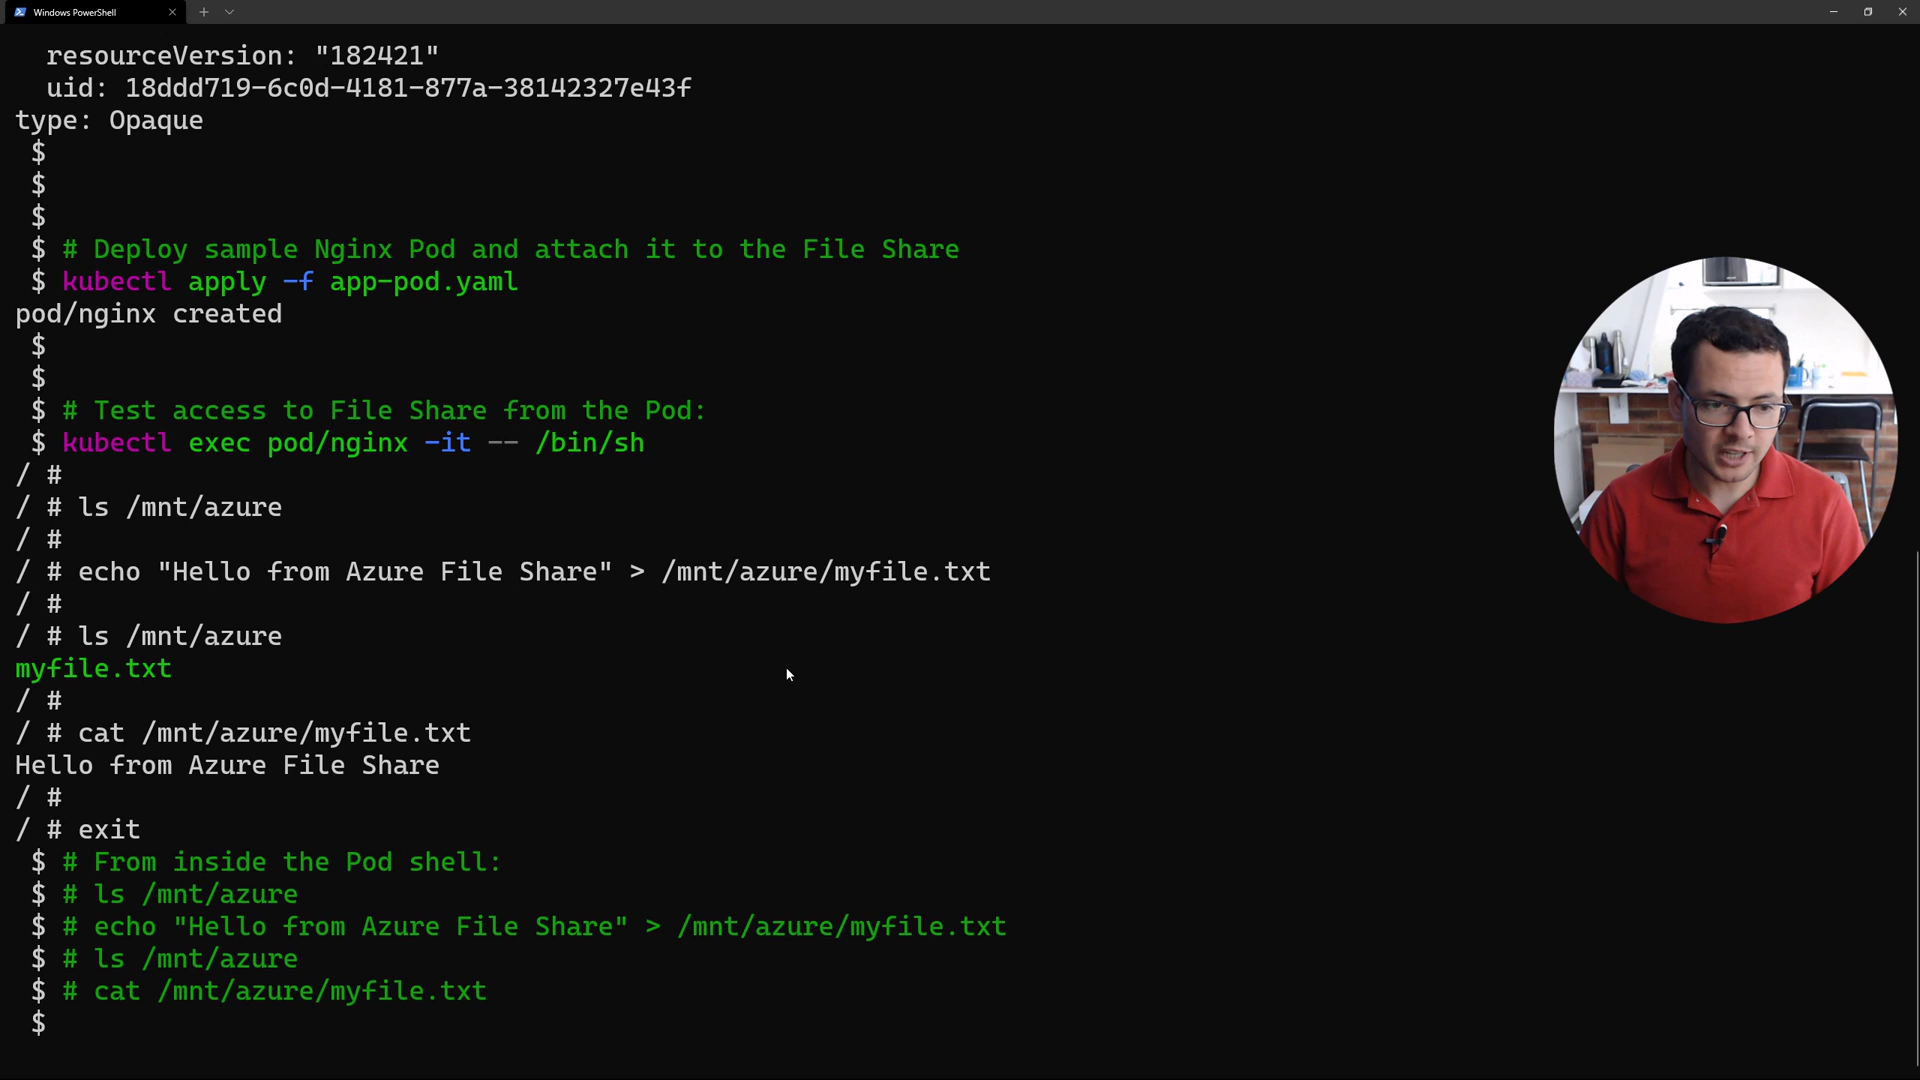 Windows PowerShell
resourceVersion: "182421"
uid: 18ddd719-6c0d-4181-877a-38142327e43f
type: Opaque
$
$
$
$ # Deploy sample Nginx Pod and attach it to the File Share
$ kubectl apply -f app-pod.yaml
pod/nginx created
$
$
$ # Test access to File Share from the Pod:
$ kubectl exec pod/nginx -it -- /bin/sh
/ #
/ # ls /mnt/azure
/ #
/ # echo "Hello from Azure File Share" > /mnt/azure/myfile.txt
/ #
/ # ls /mnt/azure
myfile.txt
/ #
/ # cat /mnt/azure/myfile.txt
Hello from Azure File Share
/ #
/ # exit
$ # From inside the Pod shell:
$ # ls /mnt/azure
$ # echo "Hello from Azure File Share" > /mnt/azure/myfile.txt
$ # ls /mnt/azure
$ # cat /mnt/azure/myfile.txt
$